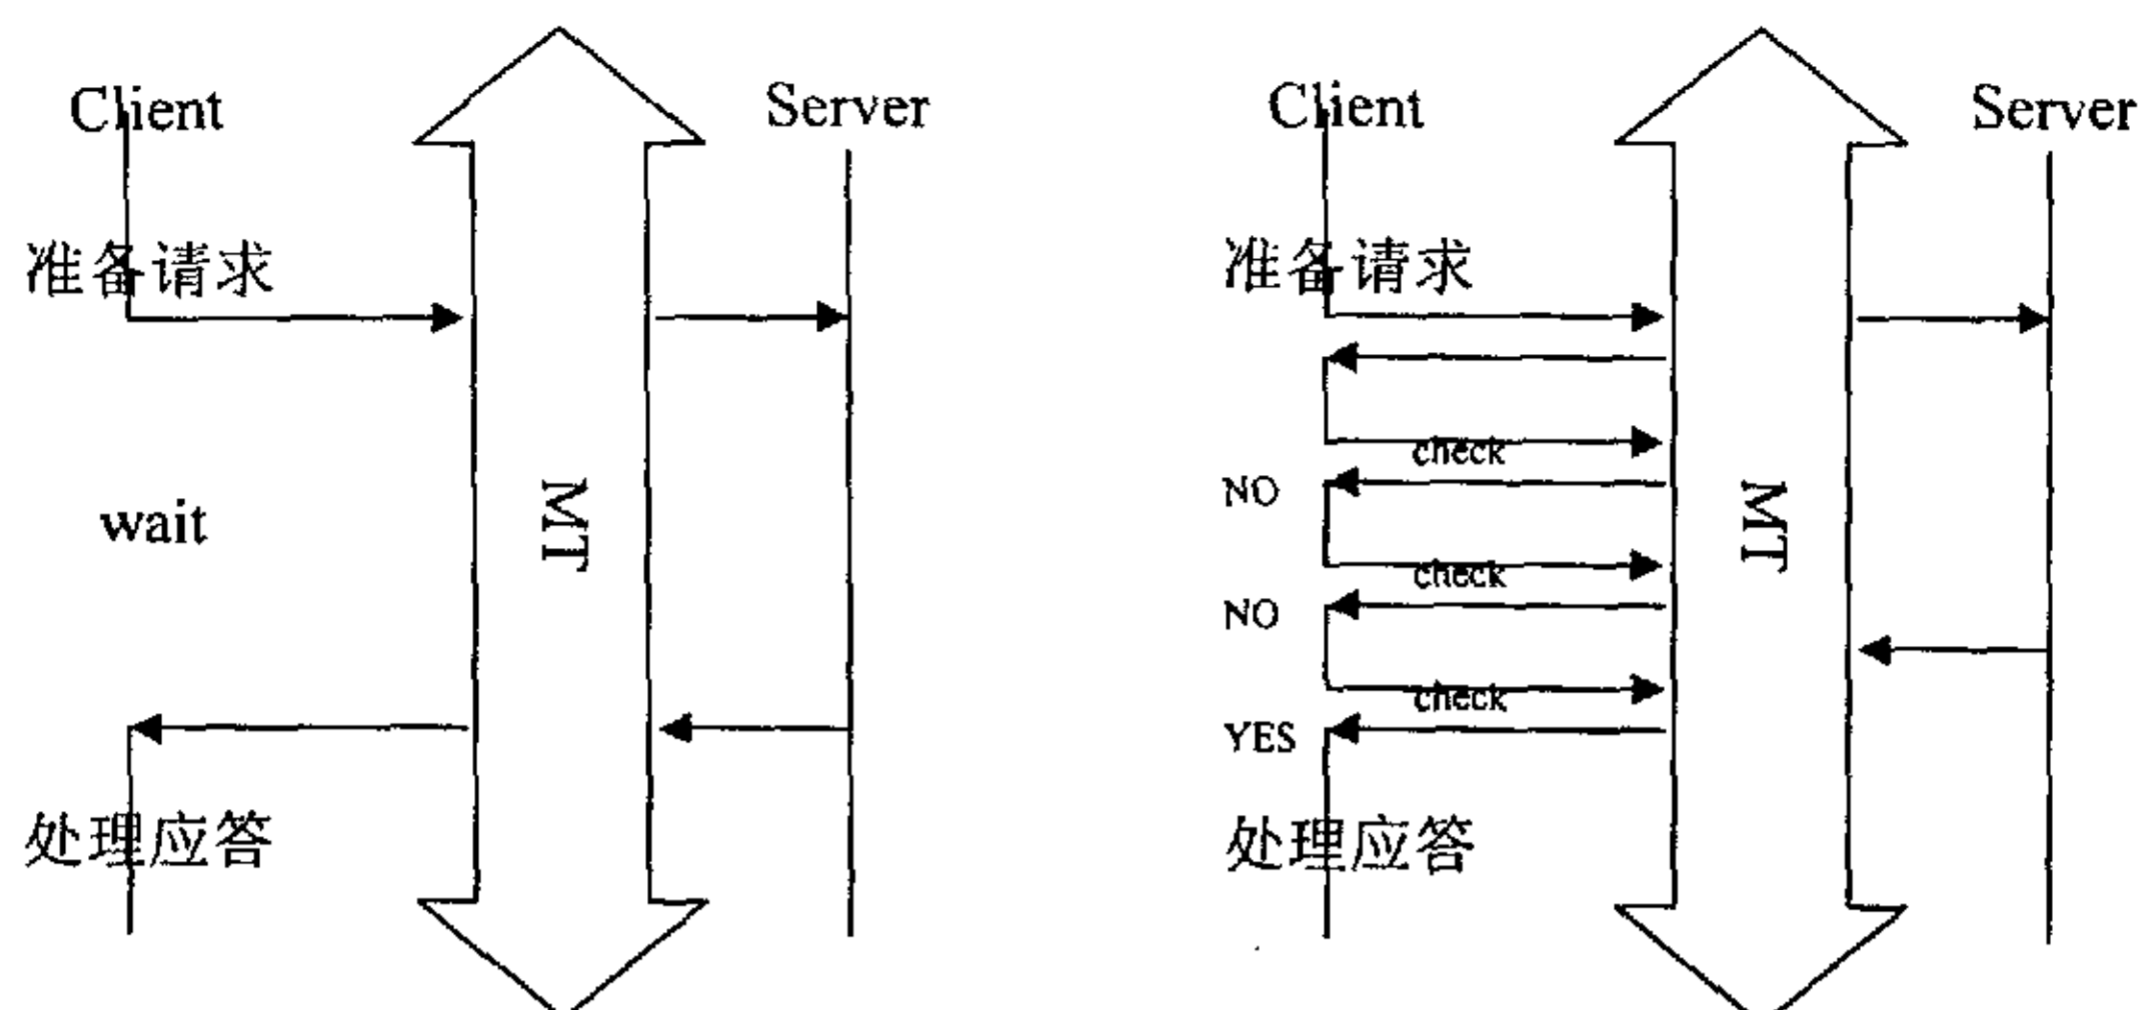 Client
Server
准备请求
wait
MT
处理应答
Client
Server
准备请求
check
NO
check
NO
check
YES
MT
处理应答